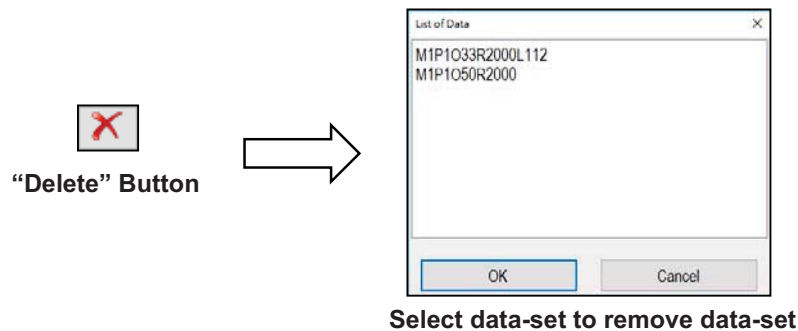 List of Data
M1P1O33R2000L112
M1P1O50R2000
“Delete” Button
OK
Cancel
Select data-set to remove data-set